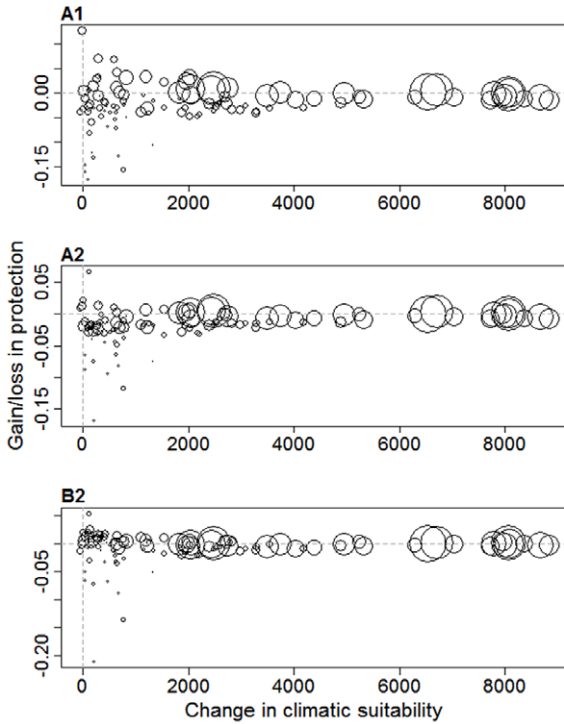 A1
0.00
-0.15
0 2000 4000 6000 8000
A2
0.05
-0.05
-0.15
0 2000 4000 6000 8000
Gain/loss in protection
B2
-0.05
-0.20
0 2000 4000 6000 8000
Change in climatic suitability